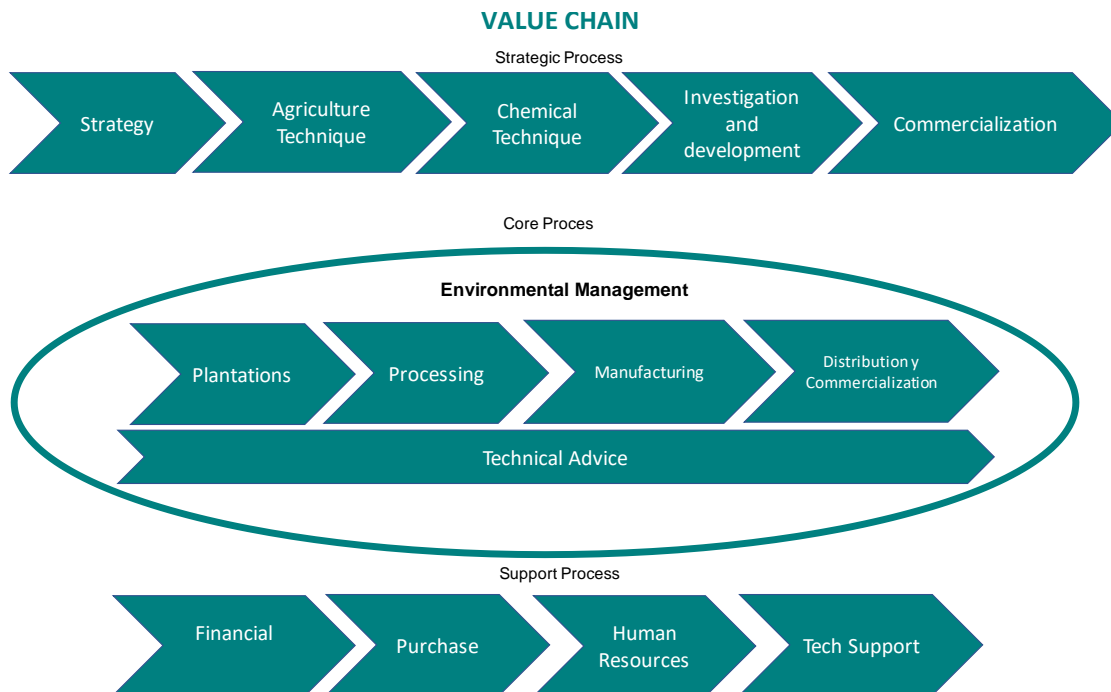 VALUE CHAIN
Strategic Process
Strategy
Agriculture
Technique
Chemical
Technique
Investigation
and
development
Commercialization
Core Proces
Environmental Management
Plantations
Processing
Manufacturing
Distribution y
Commercialization
Technical Advice
Support Process
Financial
Purchase
Human
Resources
Tech Support